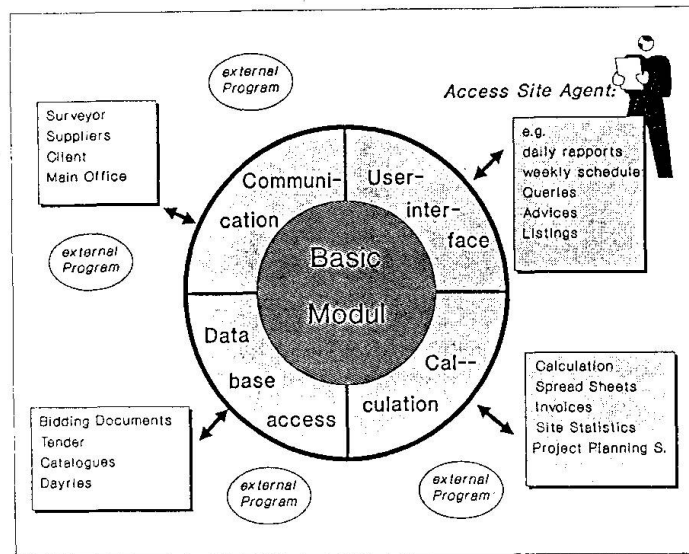 external
Program
Access Site Agent:
Surveyor
Suppliers
Client
Main Office
e.g.
daily rapports
weekly schedule
Queries
Advices
Listings
Communi-
cation
User-
inter-
face
external
Program
Basic
Modul
Data
base
access
Cal--
culation
Bidding Documents
Tender
Catalogues
Dayries
Calculation
Spread Sheets
Invoices
Site Statistics
Project Planning S.
external
Program
external
Program